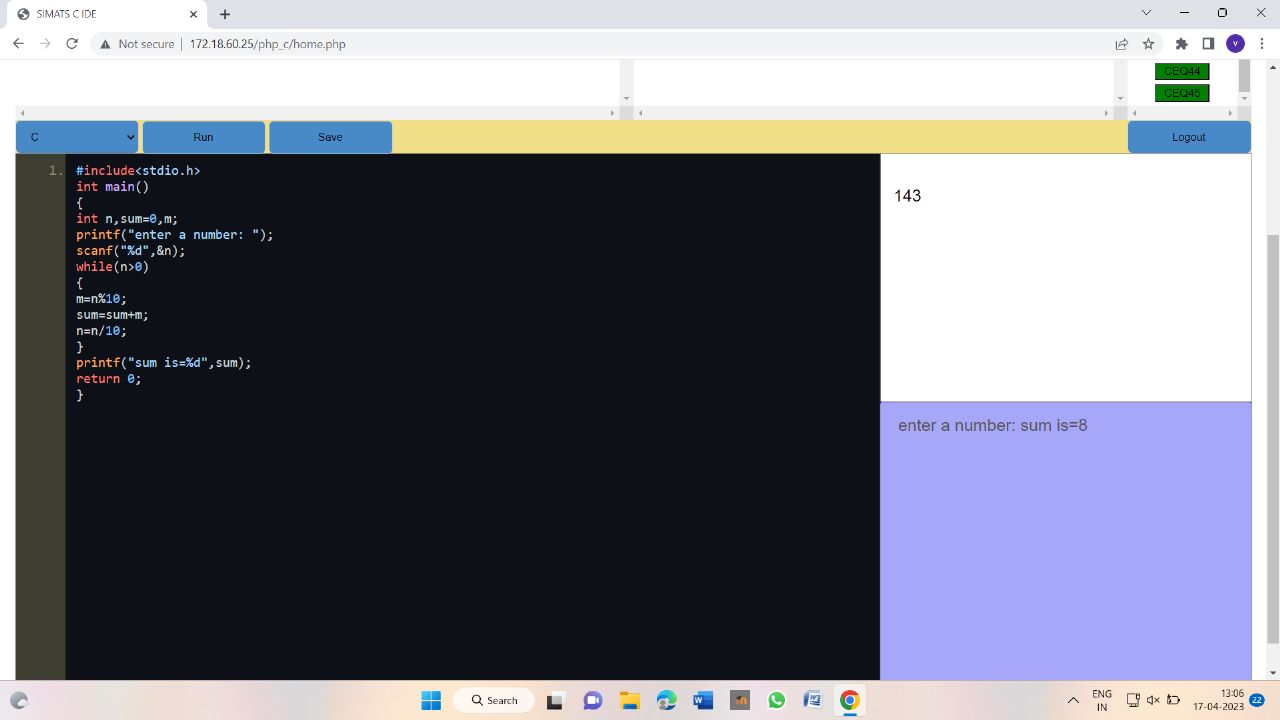 SIMATS C IDE
Not secure | 172.18.60.25/php_c/home.php
V
CEQ44
CEQ45
C
Run
Save
Logout
1.
#include<stdio.h>
int main()
{
int n,sum=0,m;
printf("enter a number: ");
scanf("%d",&n);
while(n>0)
{
m=n%10;
sum=sum+m;
n=n/10;
}
printf("sum is=%d",sum);
return 0;
}
143
enter a number: sum is=8
Search
ENG
IN
13:06
17-04-2023
22